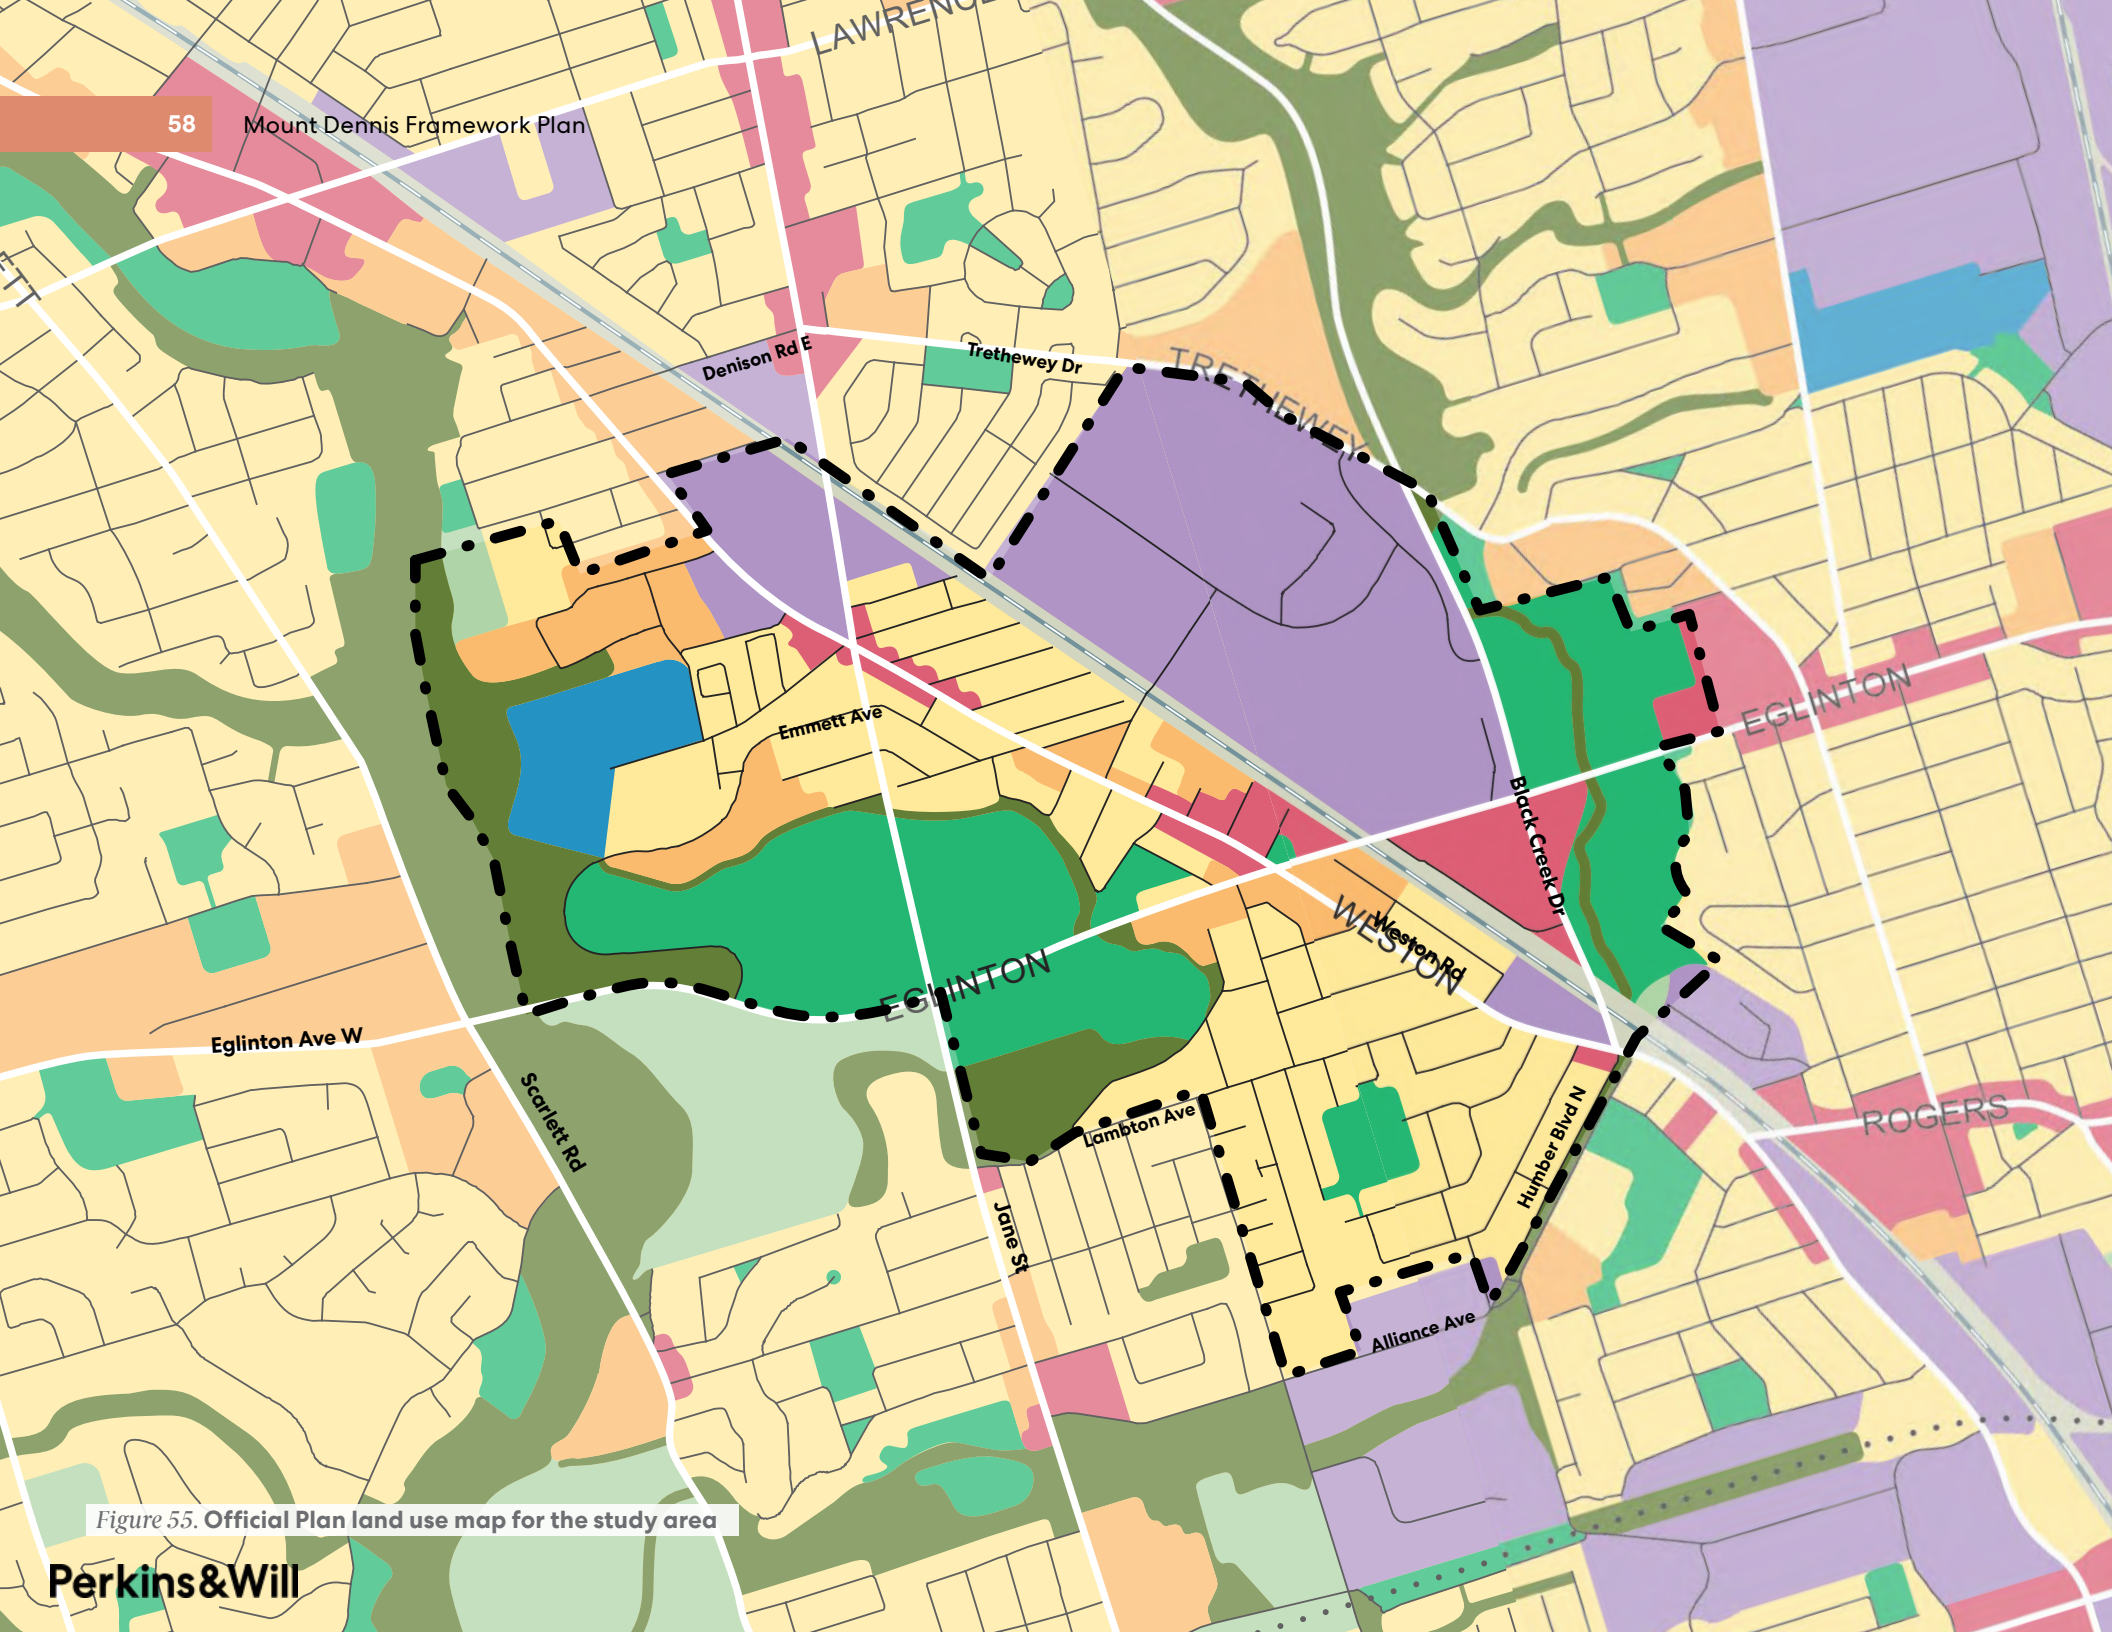 LAWRENCE
58
Mount Dennis Framework Plan
ETT
Denison Rd E
Trethewey Dr
TRETHEWEY
EGLINTON
Emmett Ave
Black Creek Dr
WESTON
Weston Rd
EGLINTON
Eglinton Ave W
Scarlett Rd
Lambton Ave
Humber Blvd N
ROGERS
Jane St
Alliance Ave
Figure 55. Official Plan land use map for the study area
Perkins&Will